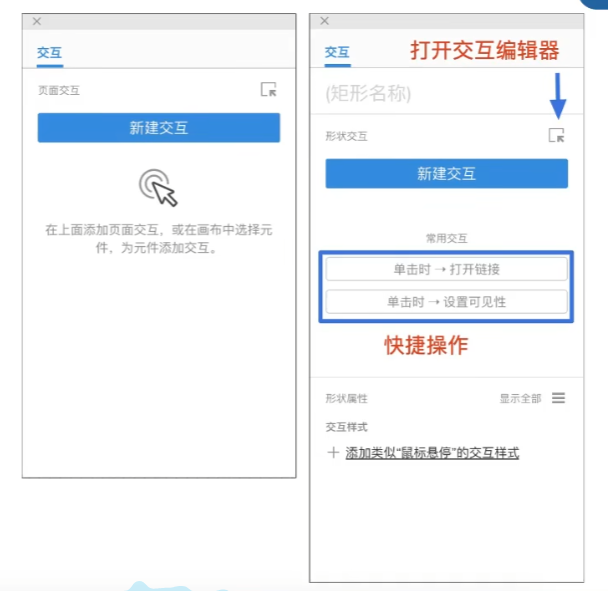 交互
页面交互
新建交互
在上面添加页面交互，或在画布中选择元
件，为元件添加交互。
交互
打开交互编辑器
(矩形名称)
形状交互
新建交互
常用交互
单击时 → 打开链接
单击时 → 设置可见性
快捷操作
形状属性
显示全部
交互样式
添加类似“鼠标悬停”的交互样式